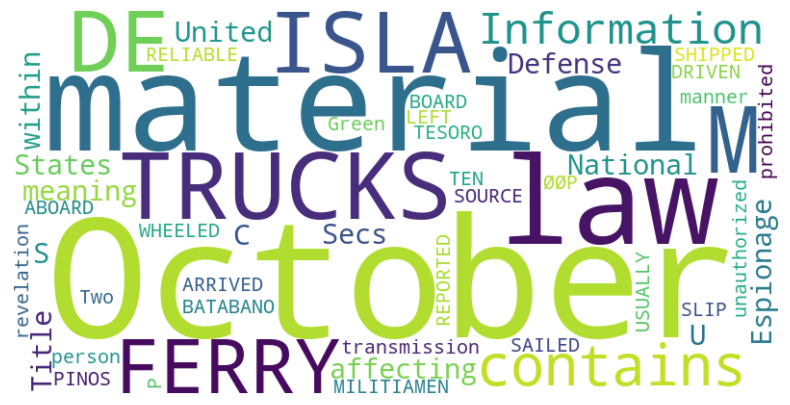 DE ISLA Information
United
RELIABLE
SHIPPED
Defense
DRIVEN
within
material
BOARD
manner
LEFT
Green
TESORO
prohibited
M
States
TRUCKS
law
National
meaning
TEN
ØØP
SOURCE
ABOARD
WHEELED
C
Secs
October
S
revelation
REPORTED
USUALLY
unauthorized
Espionage
ARRIVED
Two
BATABANO
SLIP
U
Title
FERRY
transmission
SAILED
person
affecting
contains
PINOS
P
MILITIAMEN